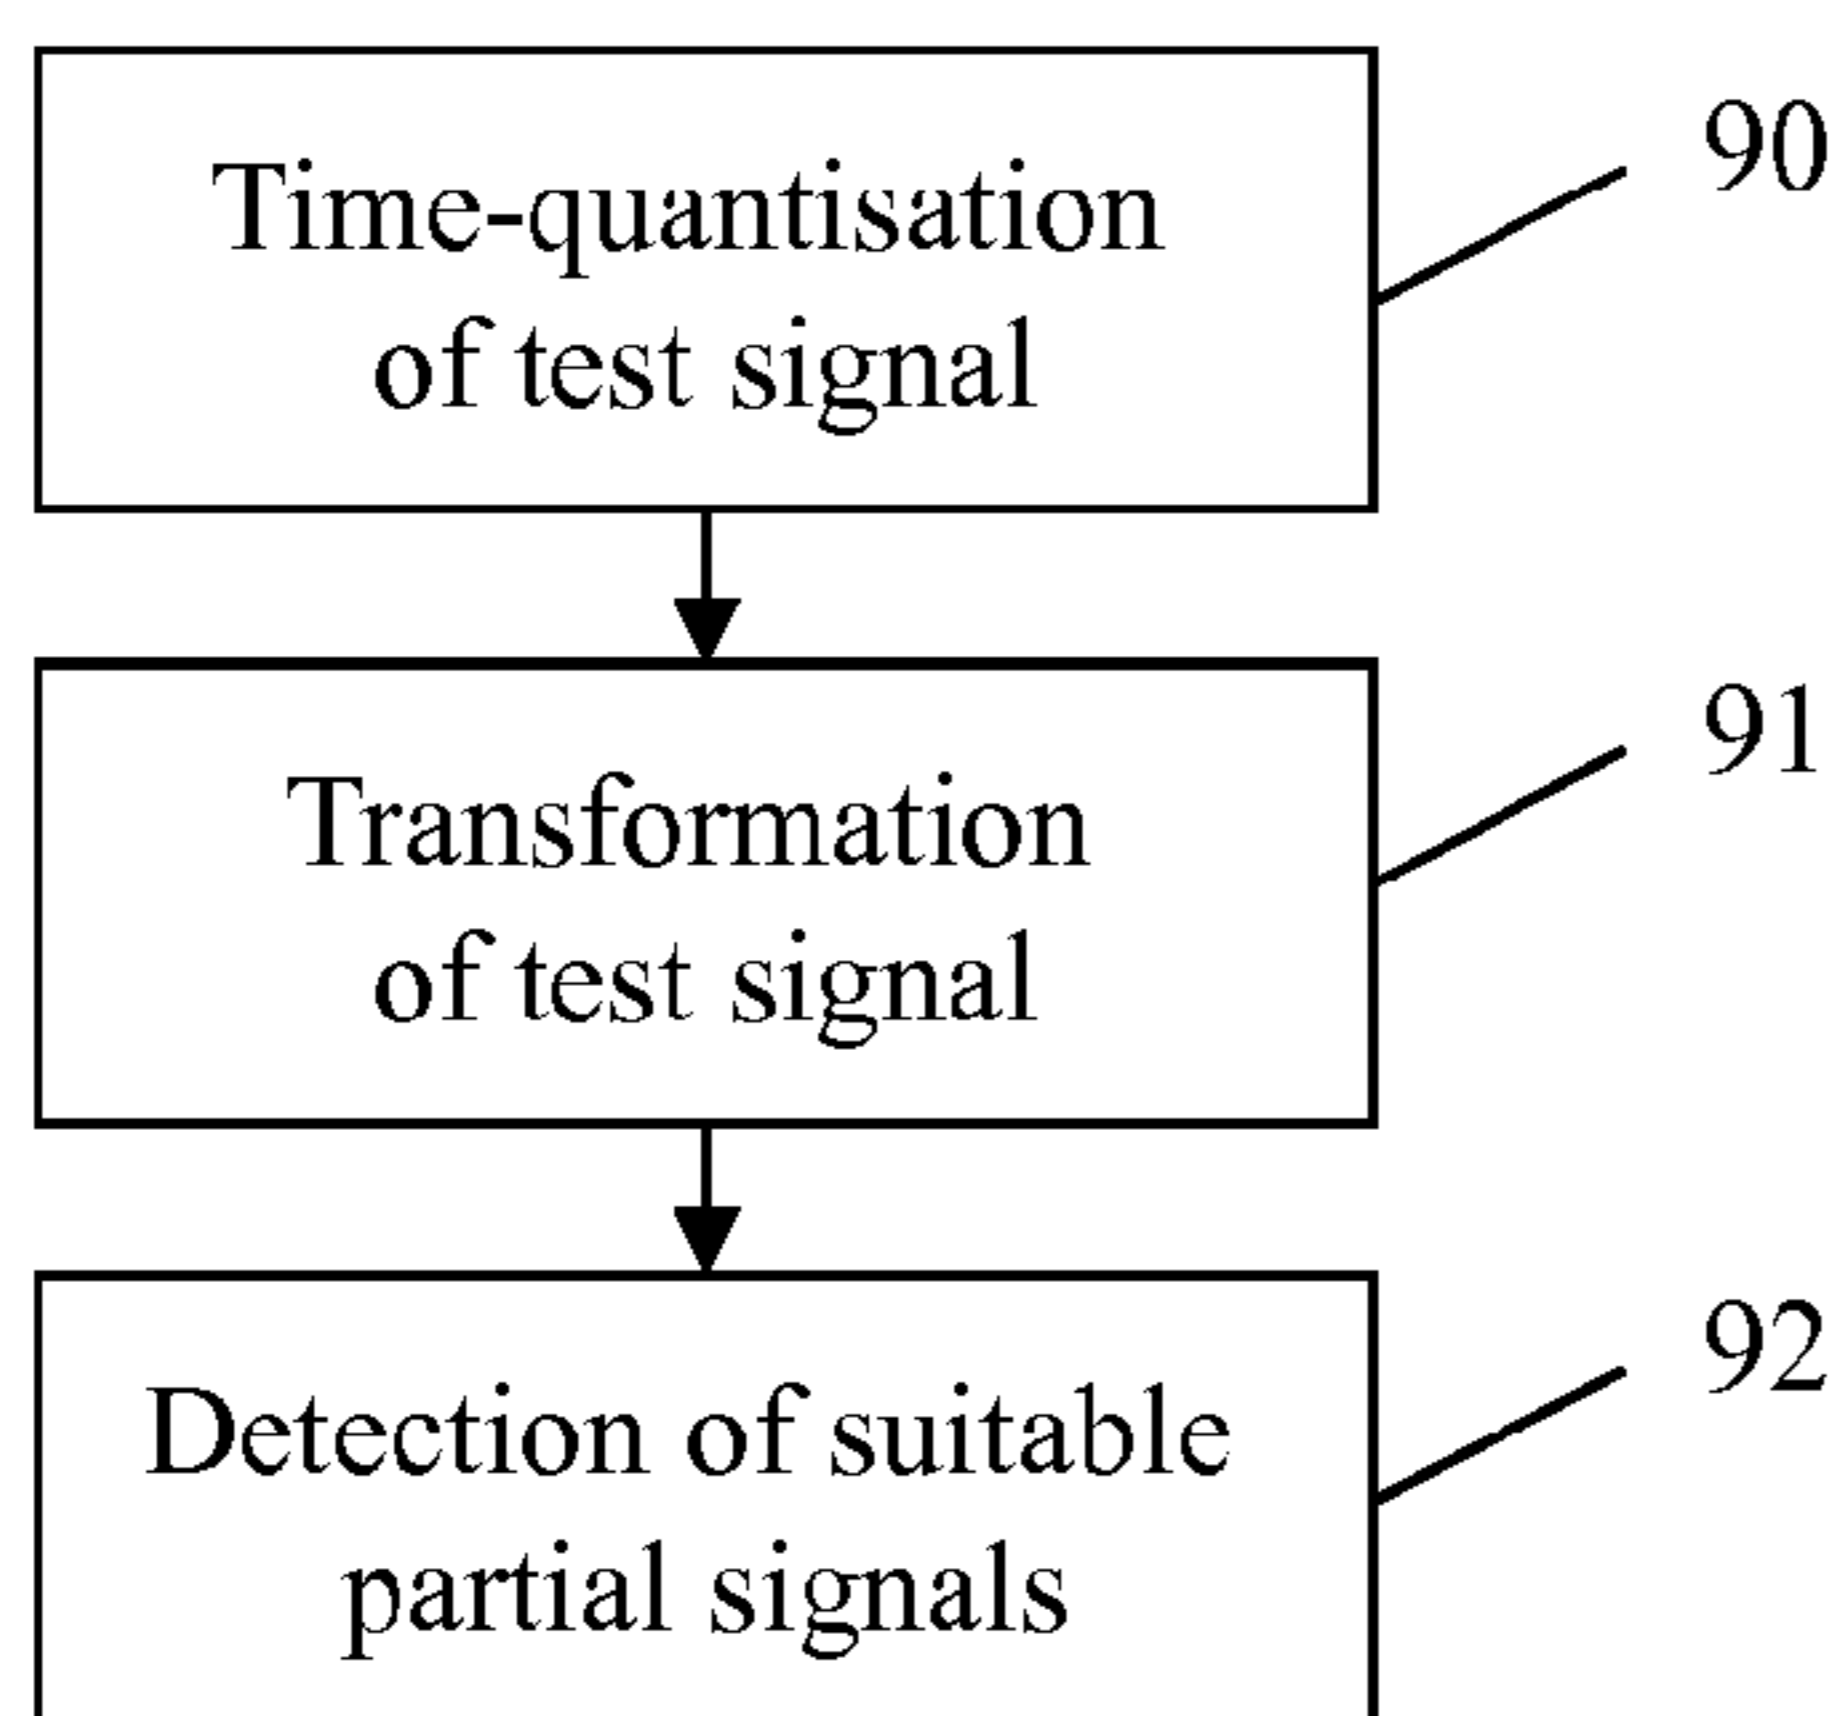 Time-quantisation
of test signal
90
Transformation
of test signal
91
Detection of suitable
partial signals
92